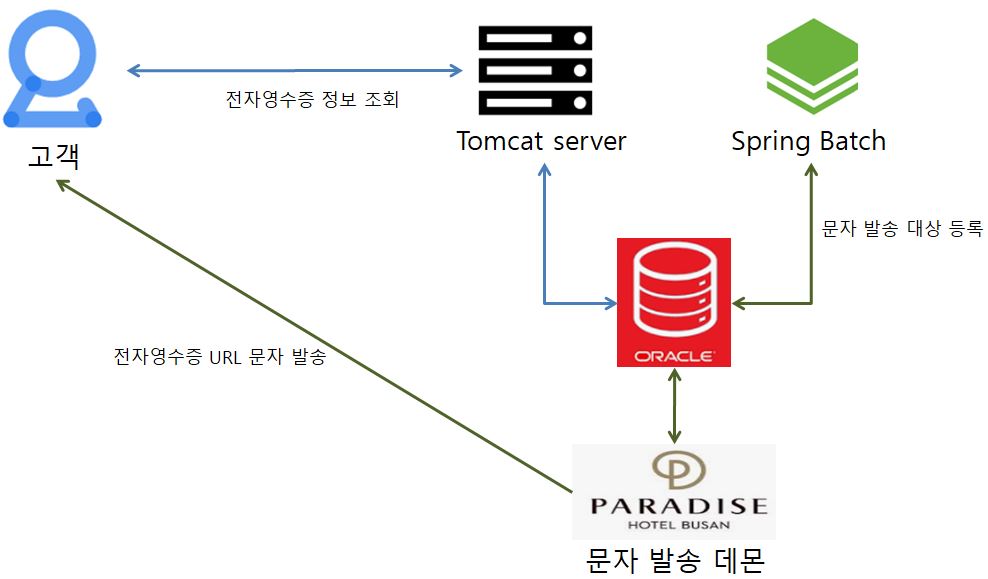 전자영수증 정보 조회
고객
Tomcat server
Spring Batch
문자 발송 대상 등록
ORACLE
전자영수증 URL 문자 발송
PARADISE
HOTEL BUSAN
문자 발송 데몬